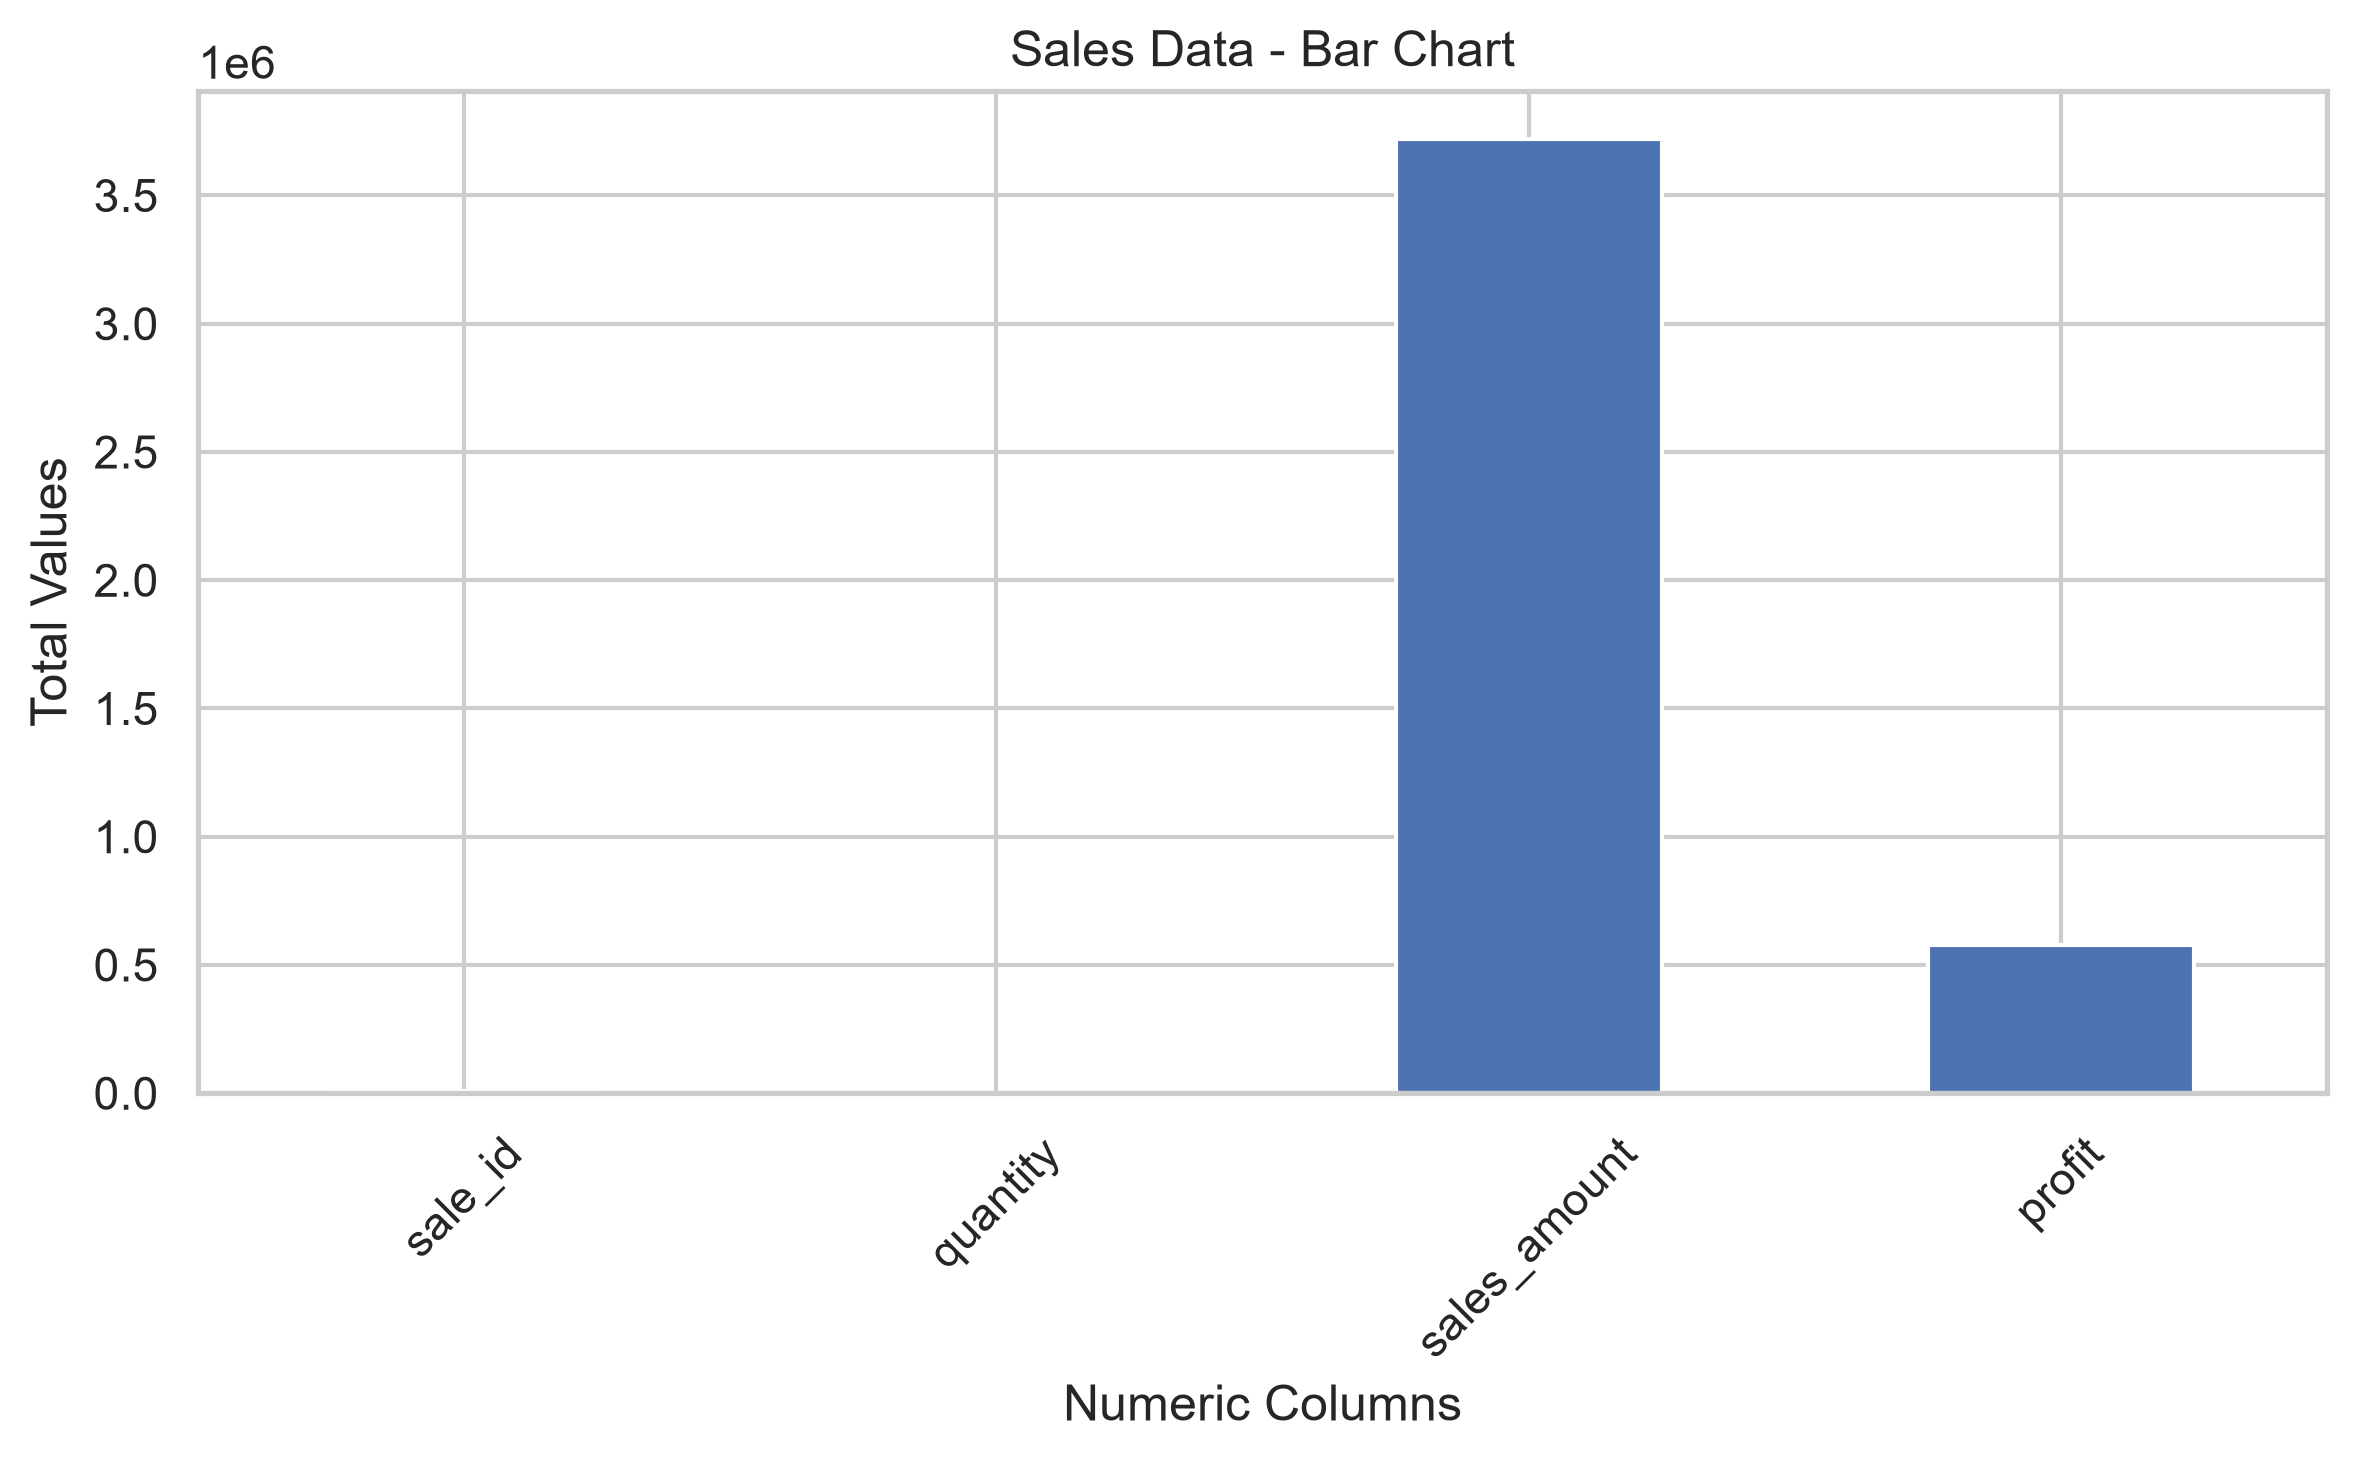 Sales Data - Bar Chart
1e6
3.5
3.0
2.5
2.0
1.5
1.0
0.5
0.0
Total Values
sale_id
quantity
sales_amount
profit
Numeric Columns